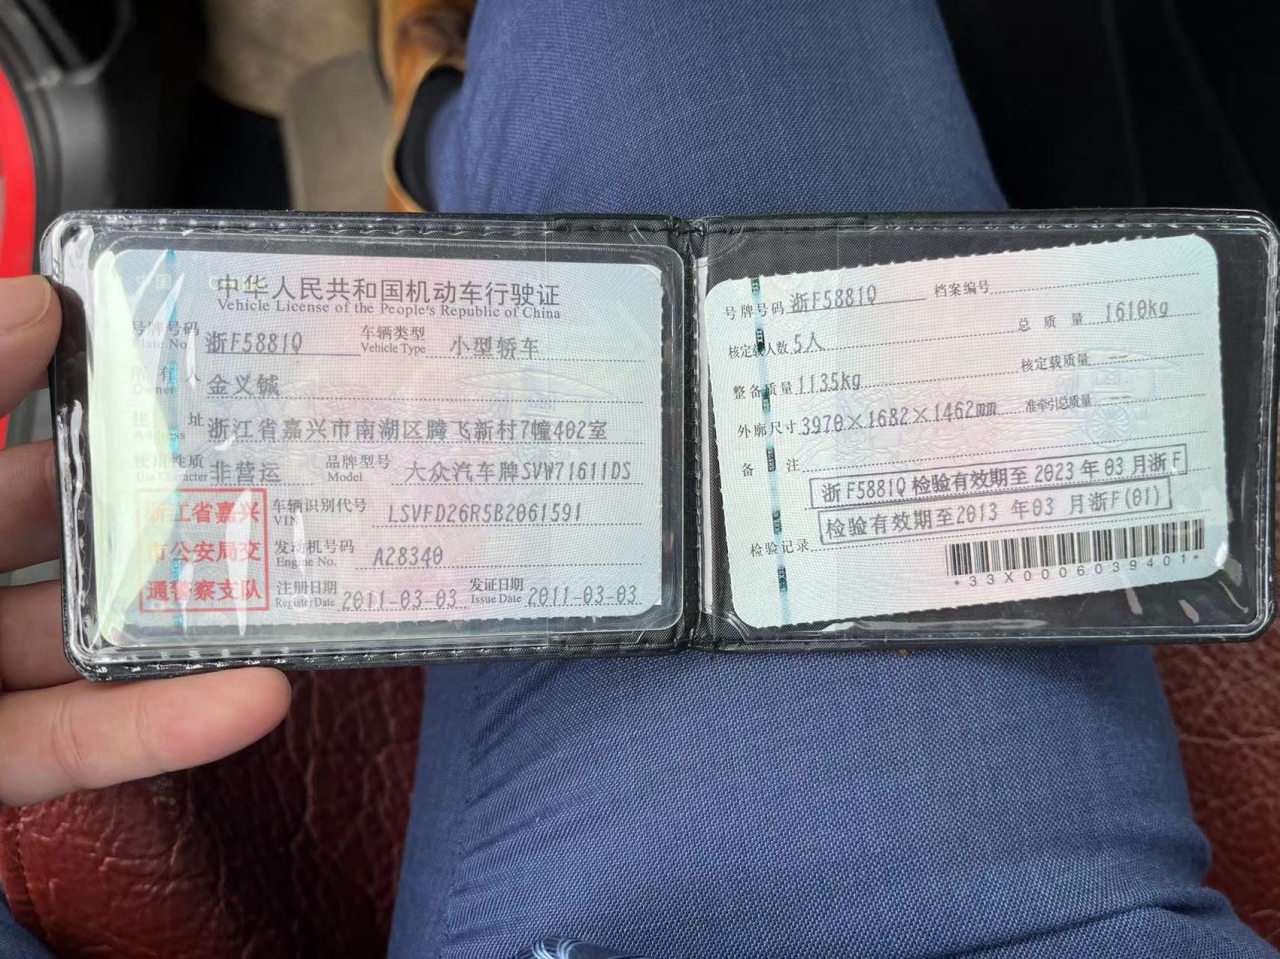 中华人民共和国机动车行驶证
Vehicle License of the People's Republic of China
号牌号码 浙F5881Q 车辆类型 小型轿车
Plate No. Vehicle Type
所有人 金义铖
Owner
住址 浙江省嘉兴市南湖区腾飞新村7幢402室
Address
使用性质 非营运 品牌型号 大众汽车牌SVW71611DS
Use Character Model
浙江省嘉兴市公安局交通警察支队
车辆识别代号 LSVFD26R5B2061591
VIN
发动机号码 A28340
Engine No.
注册日期 2011-03-03 发证日期 2011-03-03
Register Date Issue Date
号牌号码 浙F5881Q 档案编号
核定载人数 5人 总质量 1610kg
整备质量 1135kg 核定载质量 --
外廓尺寸 3970×1682×1462mm 准牵引总质量 --
备注
浙F5881Q 检验有效期至 2023年03月浙F
检验有效期至2013年03月浙F(01)
检验记录
*33X0006039401*